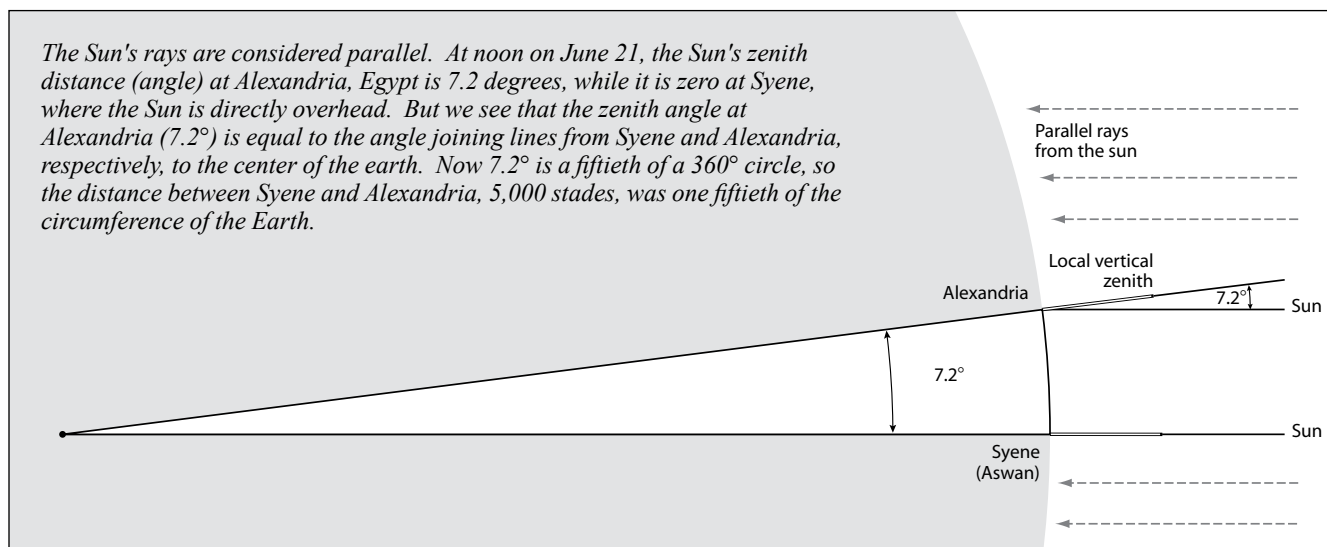 The Sun's rays are considered parallel.  At noon on June 21, the Sun's zenith
distance (angle) at Alexandria, Egypt is 7.2 degrees, while it is zero at Syene,
where the Sun is directly overhead.  But we see that the zenith angle at
Alexandria (7.2°) is equal to the angle joining lines from Syene and Alexandria,
respectively, to the center of the earth.  Now 7.2° is a fiftieth of a 360° circle, so
the distance between Syene and Alexandria, 5,000 stades, was one fiftieth of the
circumference of the Earth.
Parallel rays
from the sun
Local vertical
zenith
Alexandria
7.2°
Sun
7.2°
Sun
Syene
(Aswan)